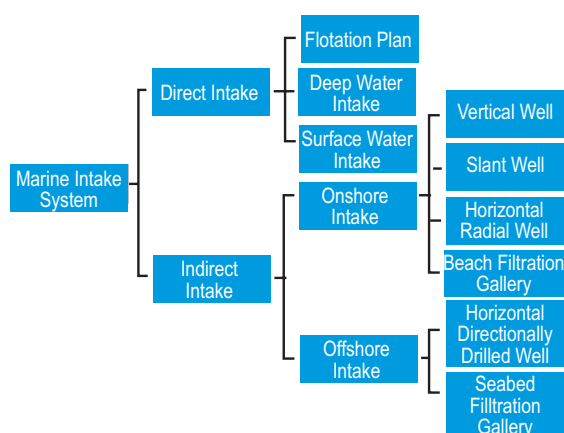 Flotation Plan
Direct Intake
Deep Water
Intake
Surface Water
Intake
Marine Intake
System
Indirect
Intake
Onshore
Intake
Vertical Well
Slant Well
Horizontal
Radial Well
Beach Filtration
Gallery
Offshore
Intake
Horizontal
Directionally
Drilled Well
Seabed
Filltration
Gallery